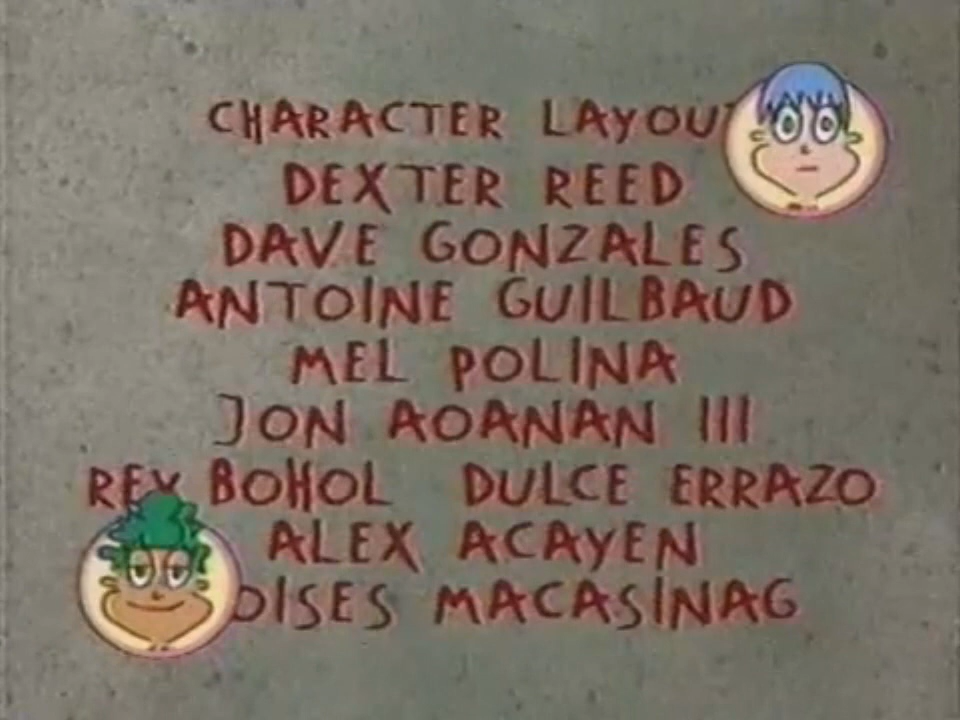 CHARACTER LAYOUT
DEXTER REED
DAVE GONZALES
ANTOINE GUILBAUD
MEL POLINA
JON AOANAN III
REX BOHOL DULCE ERRAZO
ALEX ACAYEN
OISES MACASINAG